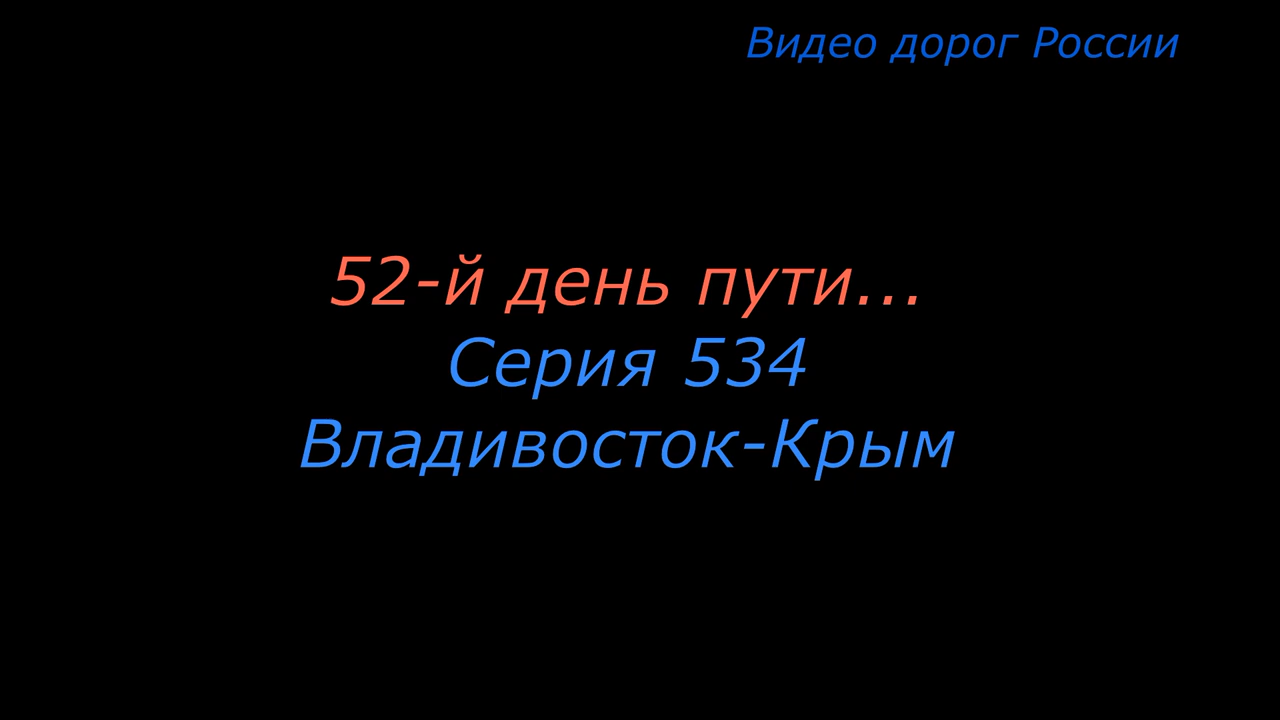 Видео дорог России
52-й день пути...
Серия 534
Владивосток-Крым